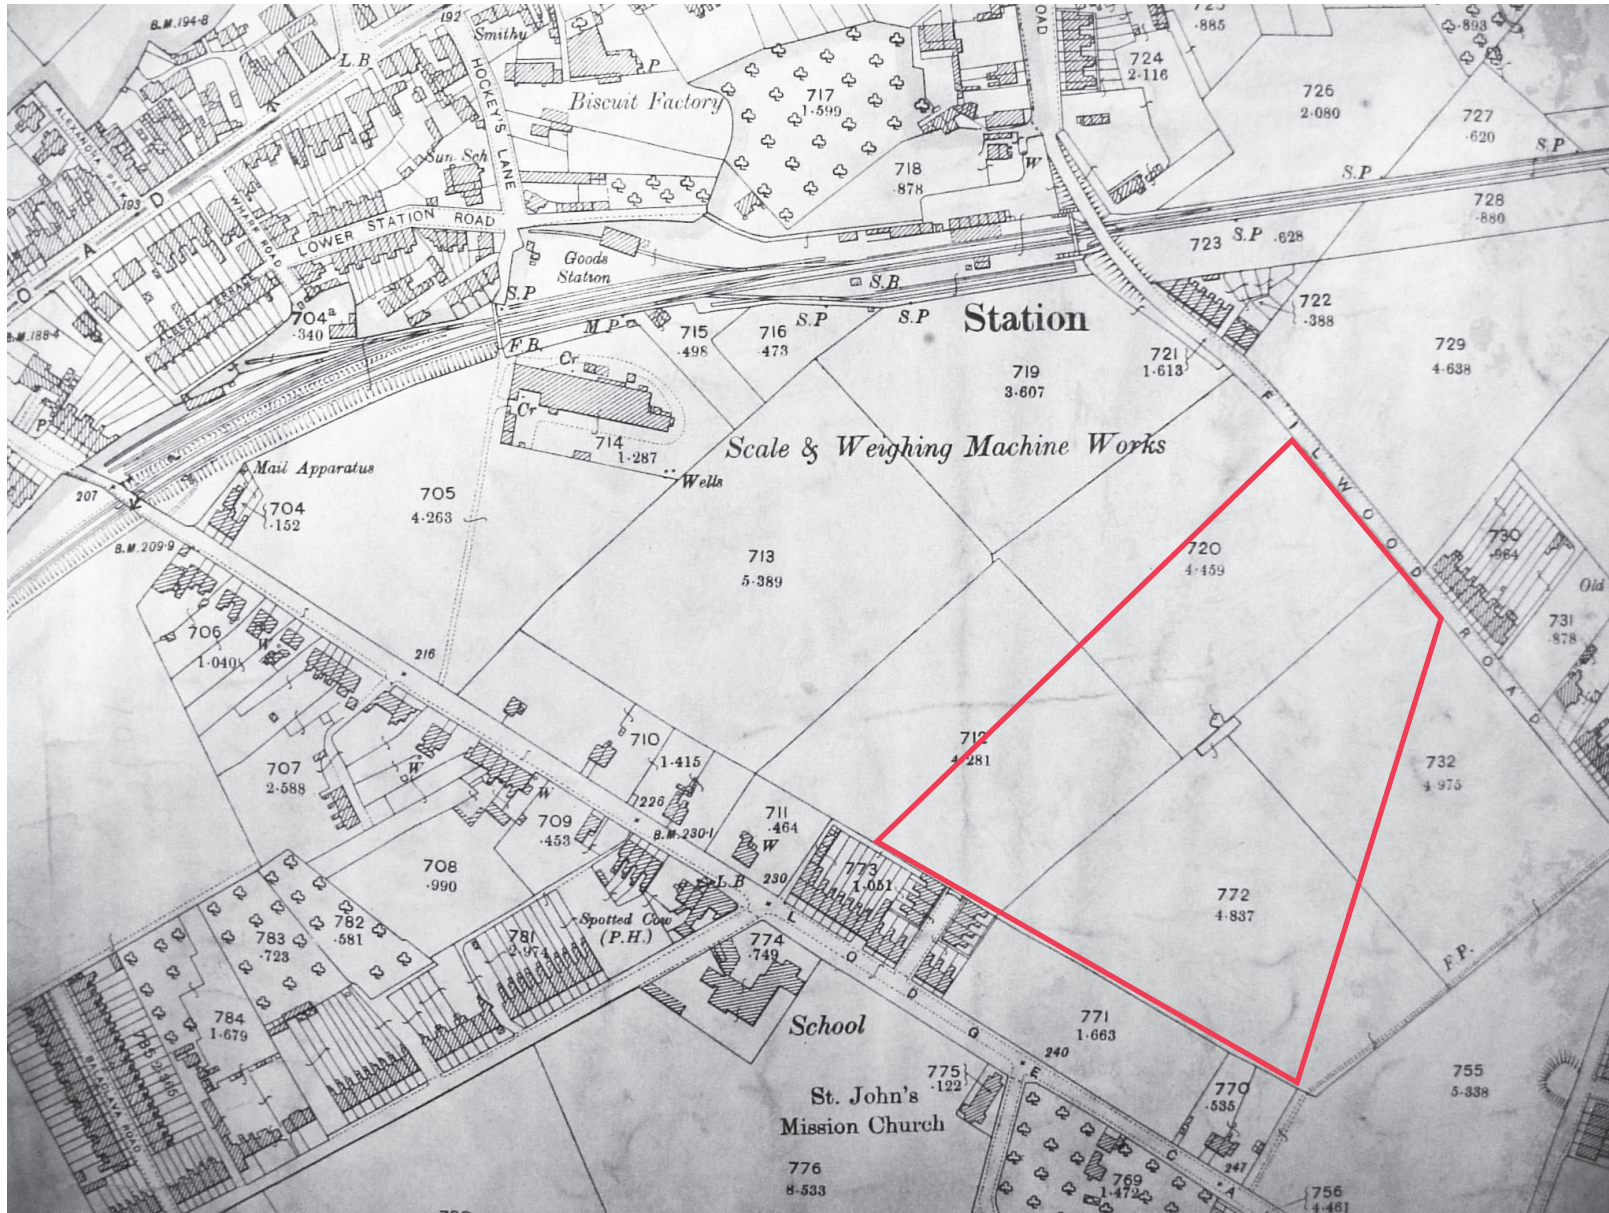 B.M.194·8
192
Smithy
L.B
HOCKEY'S LANE
P
Biscuit Factory
717
1·599
ROAD
724
2·116
·885
·893
726
2·080
727
·620
ALEXANDRA PARK
Sun. Sch.
718
·878
W
S.P
S.P
728
·880
193
WHARF ROAD
LOWER STATION ROAD
ROAD
Goods
Station
723
S.P
·628
TERRACE
B.M.188·4
704a
·340
S.P
S.B.
M.P
S.P
S.P
Station
722
·388
F.B.
715
·498
716
·473
721
1·613
729
4·638
Cr
719
3·607
Cr
714
1·287
Scale & Weighing Machine Works
P
Wells
Mail Apparatus
207
704
·152
705
4·263
FILWOOD ROAD
B.M.209·9
713
5·389
720
4·459
730
·964
Old
731
·878
706
1·040
W
216
710
1·415
712
4·281
732
4·975
707
2·588
W
W
226
709
·453
B.M.230·1
711
·464
W
708
·990
L.B
230
773
1·051
772
4·837
782
·581
783
·723
Spotted Cow
(P.H.)
781
2·974
774
·749
F.P.
784
1·679
School
771
1·663
785
BALACLAVA ROAD
LODGE CA
240
775
·122
770
·535
755
5·338
St. John's
Mission Church
776
8·533
769
1·472
247
756
4·461